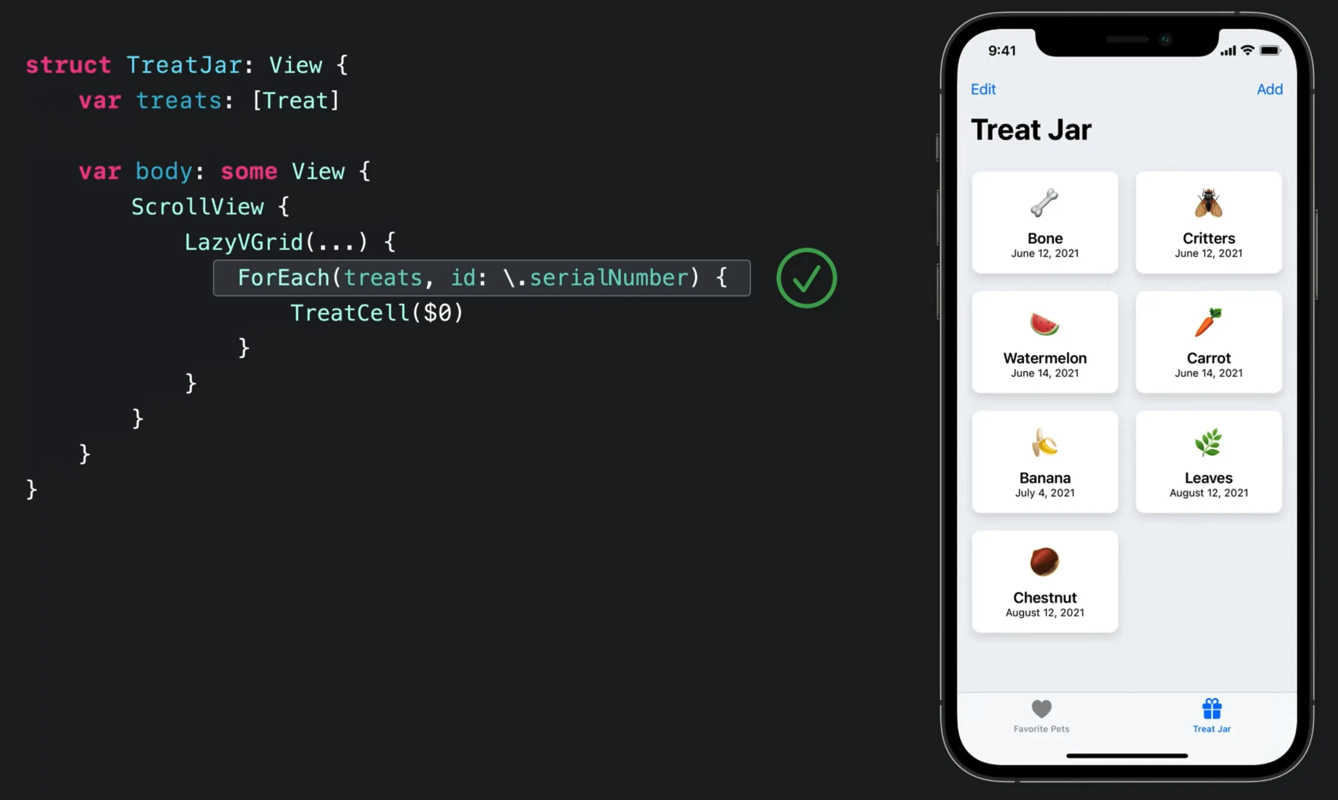 struct TreatJar: View {
    var treats: [Treat]

    var body: some View {
        ScrollView {
            LazyVGrid(...) {
                ForEach(treats, id: \.serialNumber) {
                    TreatCell($0)
                }
            }
        }
    }
}
9:41
Edit Add
Treat Jar
Bone
June 12, 2021
Critters
June 12, 2021
Watermelon
June 14, 2021
Carrot
June 14, 2021
Banana
July 4, 2021
Leaves
August 12, 2021
Chestnut
August 12, 2021
Favorite Pets
Treat Jar